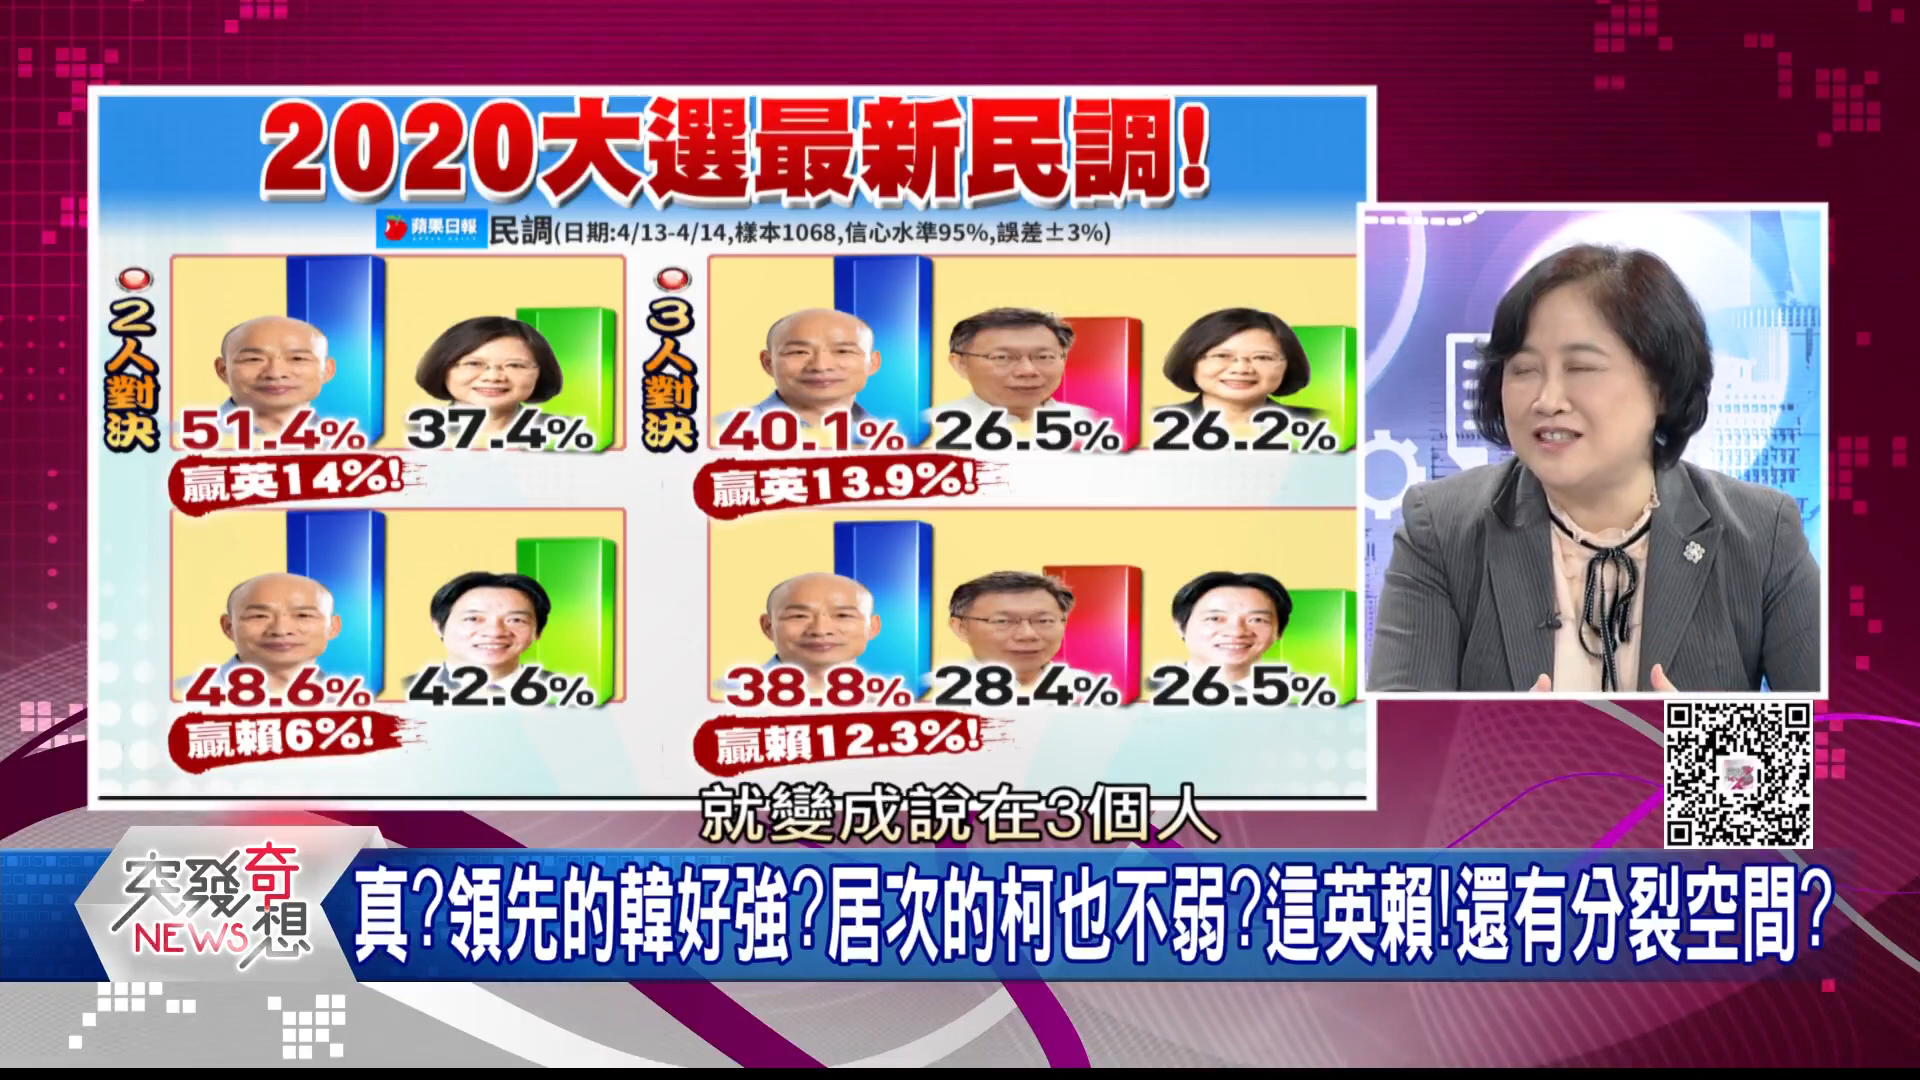 2020大選最新民調!
蘋果日報 民調(日期:4/13-4/14,樣本1068,信心水準95%,誤差±3%)
2人對決
51.4% 37.4%
贏英14%!
48.6% 42.6%
贏賴6%!
3人對決
40.1% 26.5% 26.2%
贏英13.9%!
38.8% 28.4% 26.5%
贏賴12.3%!
就變成說在3個人
突發奇想
NEWS
真?領先的韓好強?居次的柯也不弱?這英賴!還有分裂空間?